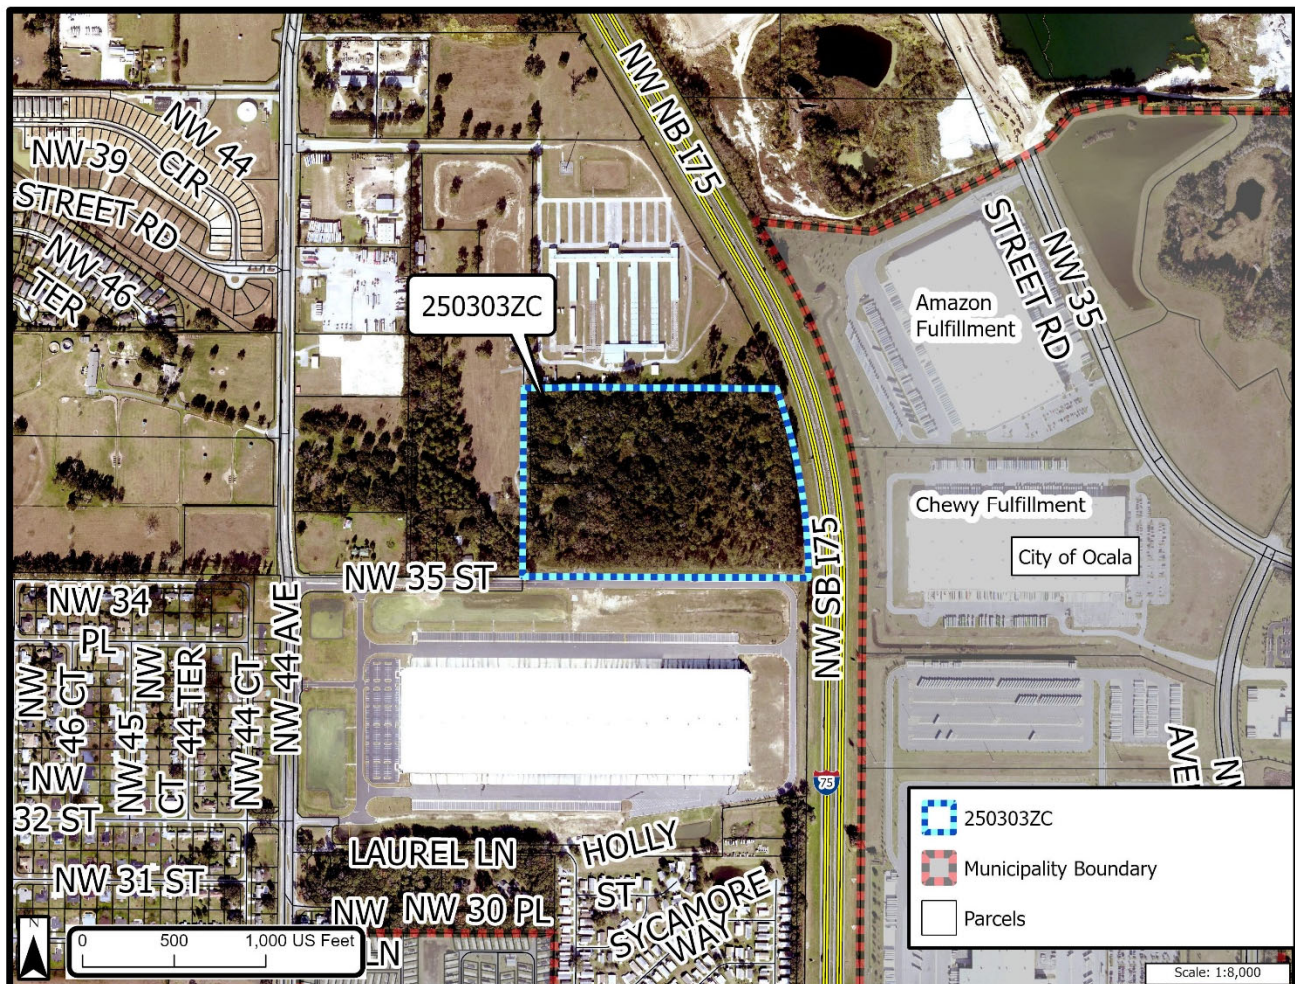 NW NB I75
NW 44
CIR
NW 39
STREET RD
NW 46
TER
250303ZC
Amazon
Fulfillment
NW 35
STREET RD
Chewy Fulfillment
City of Ocala
NW 35 ST
NW SB I75
NW 44 AVE
NW 34
PL
NW
46 CT
NW 45
CT
NW
44 TER
NW 44 CT
NW
32 ST
NW 31 ST
LAUREL LN
HOLLY
ST
SYCAMORE
WAY
NW
LN
NW 30 PL
75
AVE
250303ZC
Municipality Boundary
Parcels
N
0 500 1,000 US Feet
Scale: 1:8,000